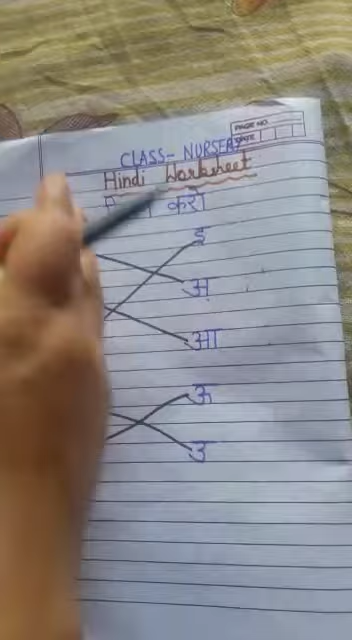 PAGE NO.
DATE
CLASS- NURSERY
Hindi Worksheet
करो
इ
अ
आ
ऊ
उ